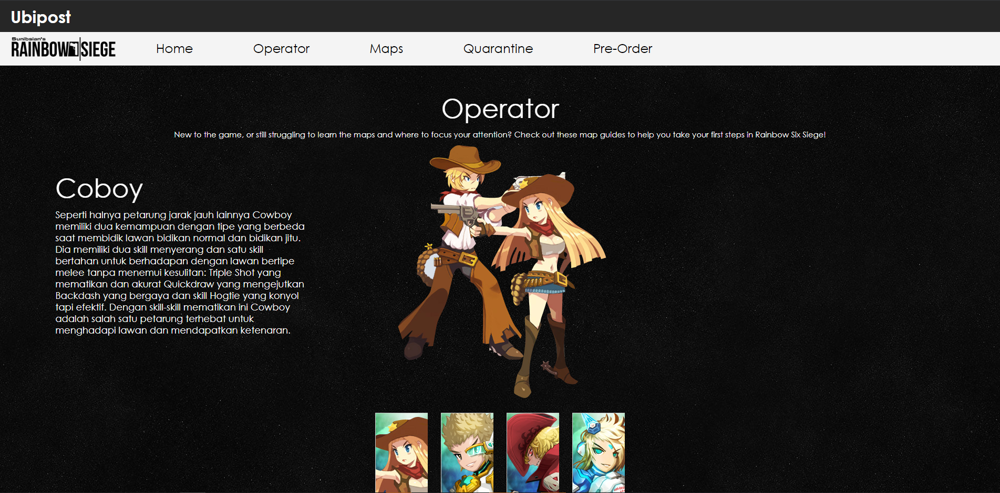 Ubipost
Sunibsian's
RAINBOW SIEGE
Home Operator Maps Quarantine Pre-Order
Operator
New to the game, or still struggling to learn the maps and where to focus your attention? Check out these map guides to help you take your first steps in Rainbow Six Siege!
Coboy
Seperti halnya petarung jarak jauh lainnya Cowboy
memiliki dua kemampuan dengan tipe yang berbeda
saat membidik lawan bidikan normal dan bidikan jitu.
Dia memiliki dua skill menyerang dan satu skill
bertahan untuk berhadapan dengan lawan bertipe
melee tanpa menemui kesulitan: Triple Shot yang
mematikan dan akurat Quickdraw yang mengejutkan
Backdash yang bergaya dan skill Hogtie yang konyol
tapi efektif. Dengan skill-skill mematikan ini Cowboy
adalah salah satu petarung terhebat untuk
menghadapi lawan dan mendapatkan ketenaran.